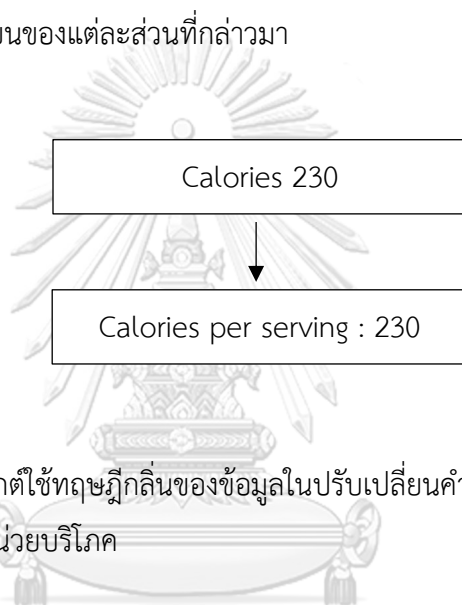 ของแต่ละส่วนที่กล่าวมา
Calories 230
Calories per serving : 230
ใช้ทฤษฎีกลิ่นของข้อมูลในปรับเปลี่ยนคำ
หน่วยบริโภค